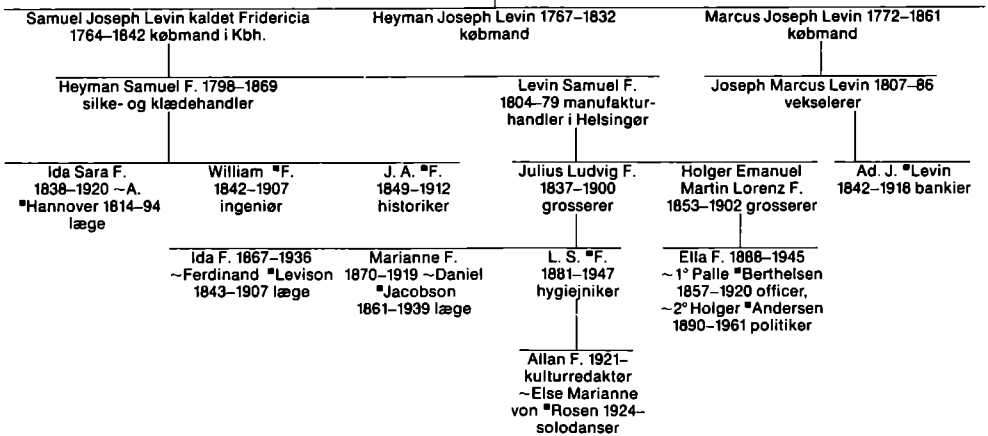 Samuel Joseph Levin kaldet Fridericia
1764–1842 købmand i Kbh.
Heyman Joseph Levin 1767–1832
købmand
Marcus Joseph Levin 1772–1861
købmand
Heyman Samuel F. 1798–1869
silke- og klædehandler
Levin Samuel F.
1804–79 manufaktur-
handler i Helsingør
Joseph Marcus Levin 1807–86
vekselerer
Ida Sara F.
1838–1920 ~A.
■Hannover 1814–94
læge
William ■F.
1842–1907
ingeniør
J. A. ■F.
1849–1912
historiker
Julius Ludvig F.
1837–1900
grosserer
Holger Emanuel
Martin Lorenz F.
1853–1902 grosserer
Ad. J. ■Levin
1842–1918 bankier
Ida F. 1867–1936
~Ferdinand ■Levison
1843–1907 læge
Marianne F.
1870–1919 ~Daniel
■Jacobson
1861–1939 læge
L. S. ■F.
1881–1947
hygiejniker
Ella F. 1888–1945
~1° Palle ■Berthelsen
1857–1920 officer,
~2° Holger ■Andersen
1890–1961 politiker
Allan F. 1921–
kulturredaktør
~Else Marianne
von ■Rosen 1924–
solodanser